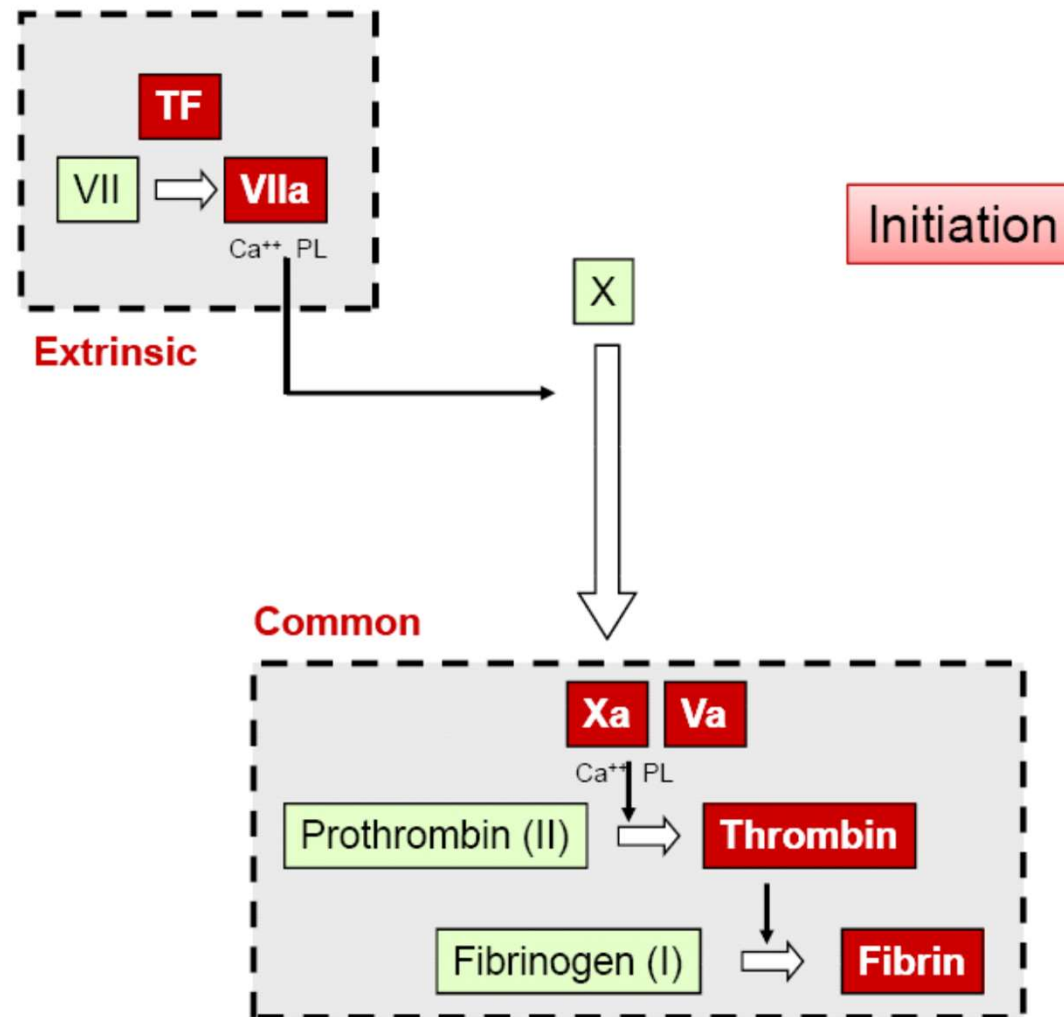 TF
VII
VIIa
Ca⁺⁺ PL
Extrinsic
Initiation
X
Common
Xa Va
Ca⁺⁺ PL
Prothrombin (II)
Thrombin
Fibrinogen (I)
Fibrin